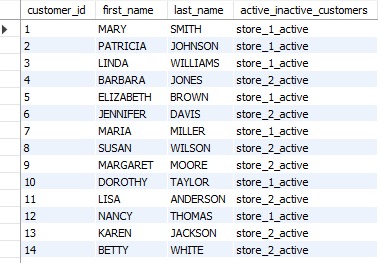 customer_id first_name last_name active_inactive_customers
1 MARY SMITH store_1_active
2 PATRICIA JOHNSON store_1_active
3 LINDA WILLIAMS store_1_active
4 BARBARA JONES store_2_active
5 ELIZABETH BROWN store_1_active
6 JENNIFER DAVIS store_2_active
7 MARIA MILLER store_1_active
8 SUSAN WILSON store_2_active
9 MARGARET MOORE store_2_active
10 DOROTHY TAYLOR store_1_active
11 LISA ANDERSON store_2_active
12 NANCY THOMAS store_1_active
13 KAREN JACKSON store_2_active
14 BETTY WHITE store_2_active